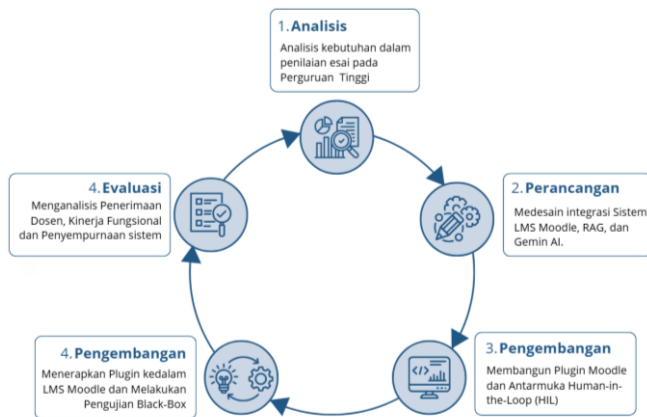 1. Analisis
Analisis kebutuhan dalam
penilaian esai pada
Perguruan Tinggi
2. Perancangan
Medesain integrasi Sistem
LMS Moodle, RAG, dan
Gemin AI.
3. Pengembangan
Membangun Plugin Moodle
dan Antarmuka Human-in-
the-Loop (HIL)
4. Pengembangan
Menerapkan Plugin kedalam
LMS Moodle dan Melakukan
Pengujian Black-Box
4. Evaluasi
Menganalisis Penerimaan
Dosen, Kinerja Fungsional
dan Penyempurnaan sistem